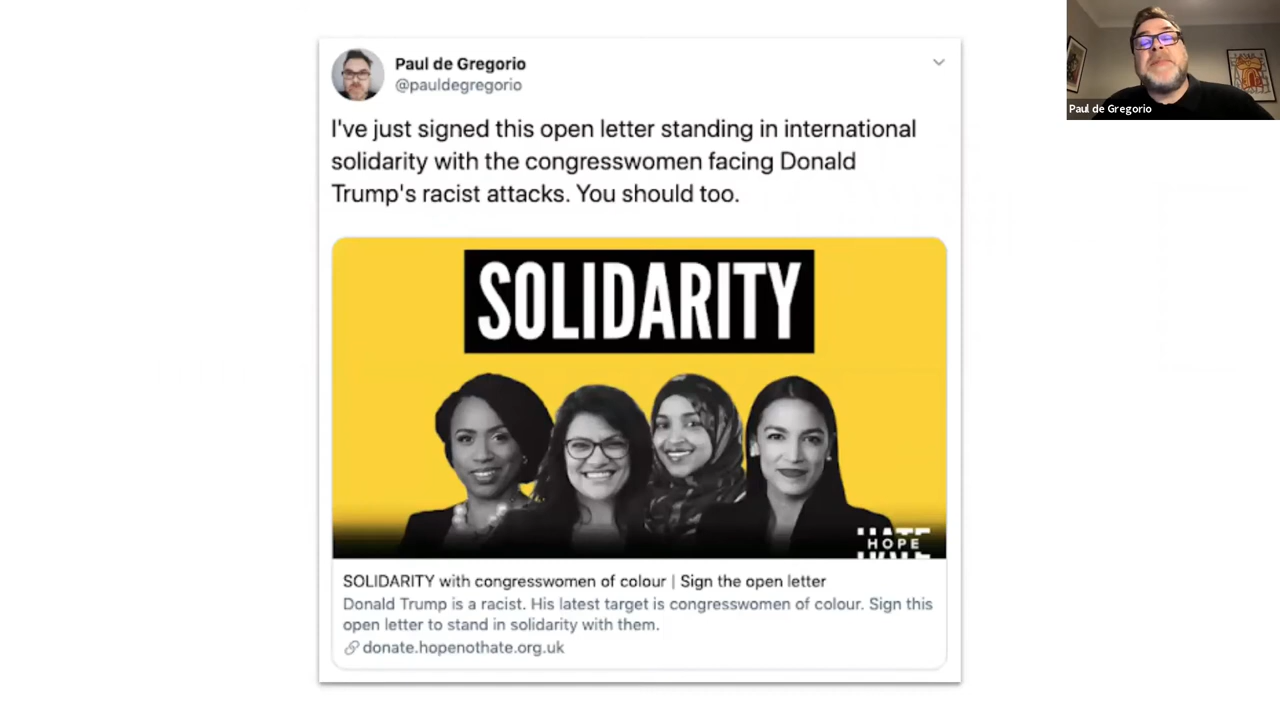 Paul de Gregorio
@pauldegregorio
I've just signed this open letter standing in international
solidarity with the congresswomen facing Donald
Trump's racist attacks. You should too.
SOLIDARITY
HOPE
HATE
SOLIDARITY with congresswomen of colour | Sign the open letter
Donald Trump is a racist. His latest target is congresswomen of colour. Sign this
open letter to stand in solidarity with them.
donate.hopenothate.org.uk
Paul de Gregorio